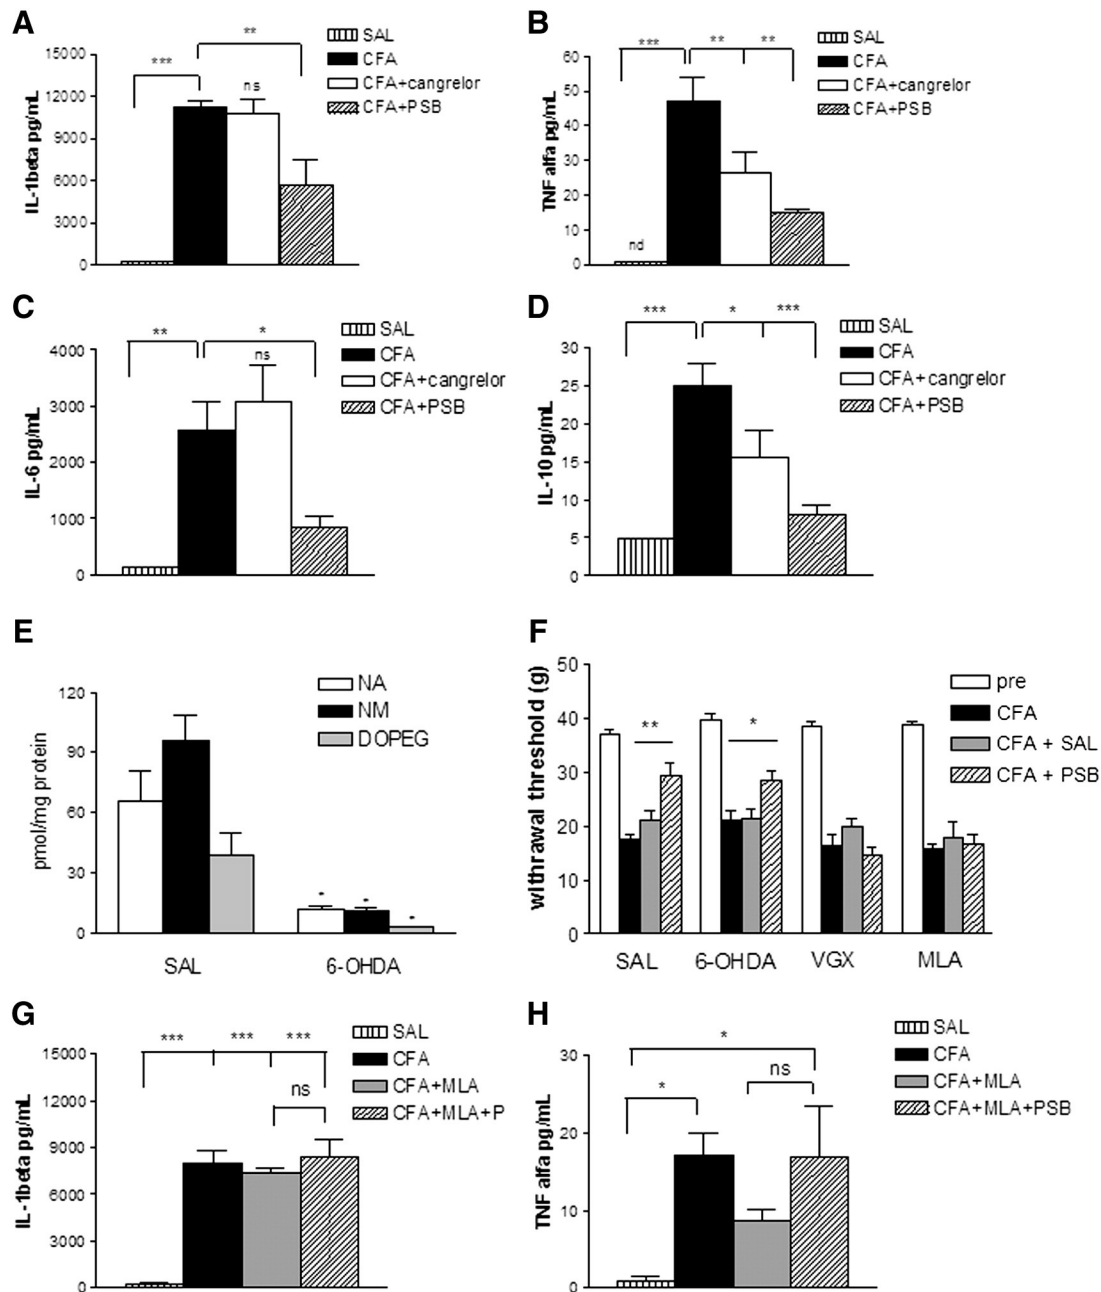 A
SAL
CFA
CFA+cangrelor
CFA+PSB
***
**
ns
IL-1beta pg/mL
15000
12000
9000
6000
3000
0
B
SAL
CFA
CFA+cangrelor
CFA+PSB
***
**
**
nd
TNF alfa pg/mL
60
50
40
30
20
10
0
C
SAL
CFA
CFA+cangrelor
CFA+PSB
**
*
ns
IL-6 pg/mL
4000
3000
2000
1000
0
D
SAL
CFA
CFA+cangrelor
CFA+PSB
***
*
***
IL-10 pg/mL
30
25
20
15
10
5
0
E
NA
NM
DOPEG
pmol/mg protein
120
90
60
30
0
*
*
*
SAL
6-OHDA
F
pre
CFA
CFA + SAL
CFA + PSB
**
*
withrawal threshold (g)
50
40
30
20
10
0
SAL
6-OHDA
VGX
MLA
G
SAL
CFA
CFA+MLA
CFA+MLA+P
***
***
***
ns
IL-1beta pg/mL
15000
12000
9000
6000
3000
0
H
SAL
CFA
CFA+MLA
CFA+MLA+PSB
*
*
ns
TNF alfa pg/mL
30
20
10
0